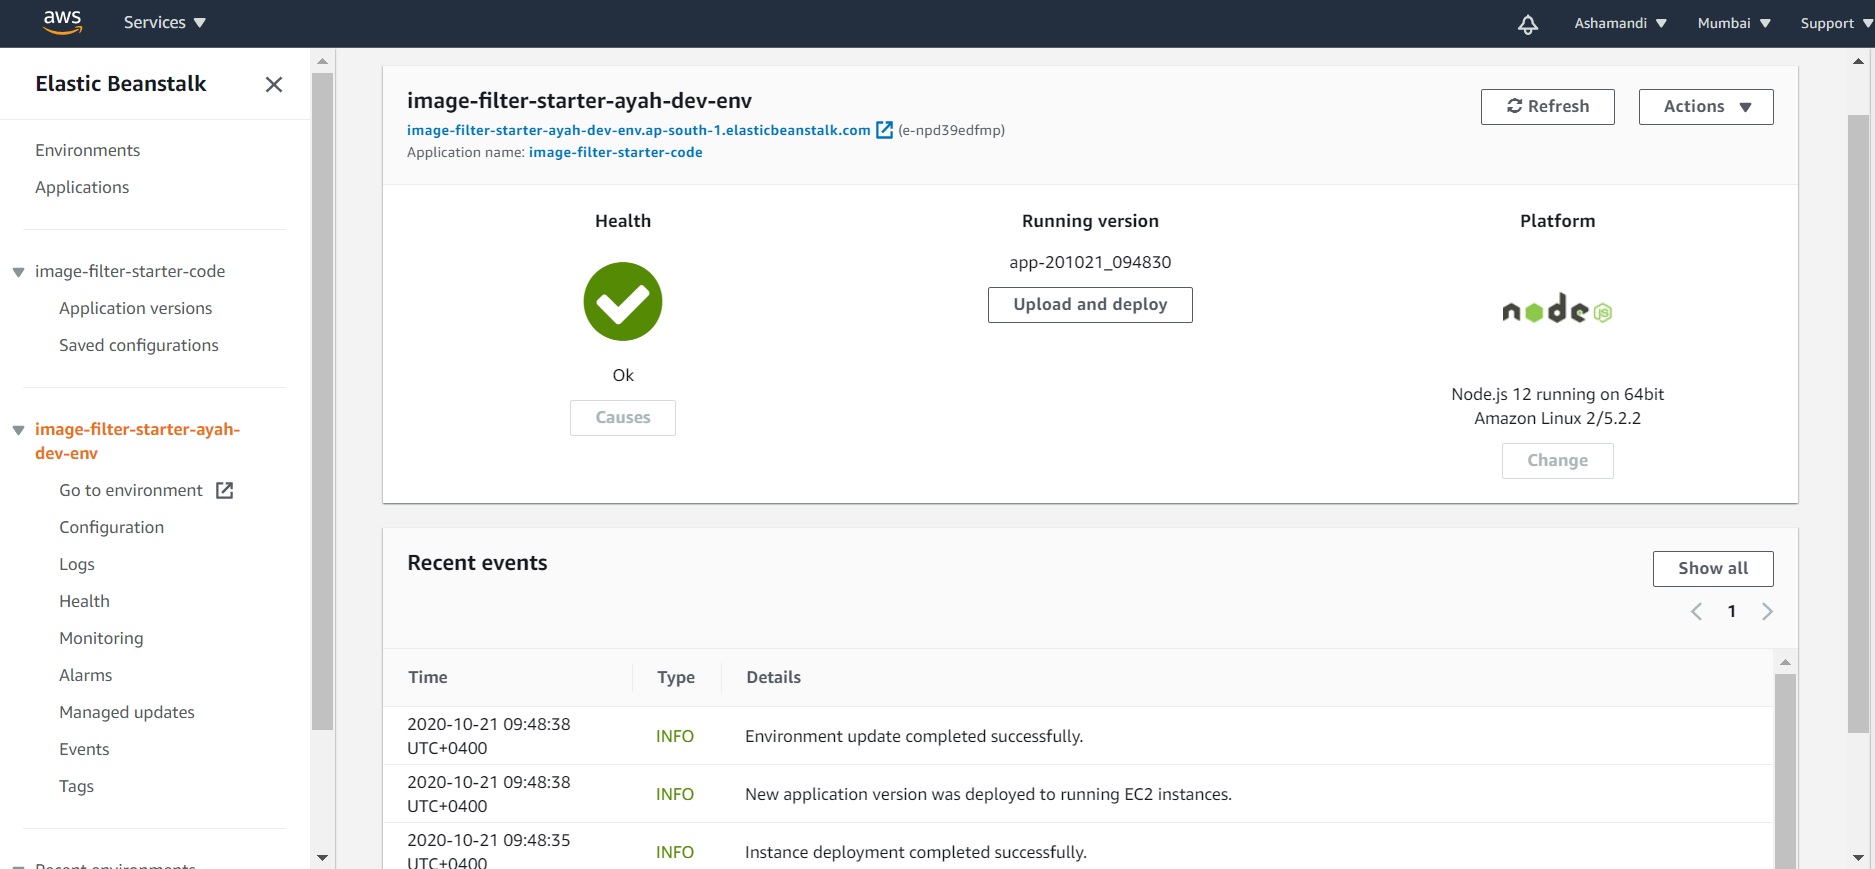 aws
Services
Ashamandi
Mumbai
Support
Elastic Beanstalk
Environments
Applications
image-filter-starter-code
Application versions
Saved configurations
image-filter-starter-ayah-
dev-env
Go to environment
Configuration
Logs
Health
Monitoring
Alarms
Managed updates
Events
Tags
Recent environments
image-filter-starter-ayah-dev-env
image-filter-starter-ayah-dev-env.ap-south-1.elasticbeanstalk.com (e-npd39edfmp)
Application name: image-filter-starter-code
Refresh
Actions
Health
Ok
Causes
Running version
app-201021_094830
Upload and deploy
Platform
node JS
Node.js 12 running on 64bit
Amazon Linux 2/5.2.2
Change
Recent events
Show all
1
Time Type Details
2020-10-21 09:48:38
UTC+0400
INFO
Environment update completed successfully.
2020-10-21 09:48:38
UTC+0400
INFO
New application version was deployed to running EC2 instances.
2020-10-21 09:48:35
UTC+0400
INFO
Instance deployment completed successfully.